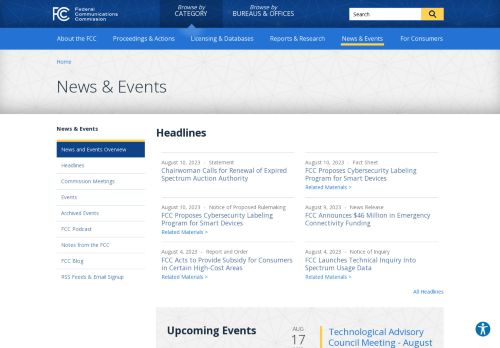 FCC
Federal
Communications
Commission
Browse by
CATEGORY
Browse by
BUREAUS & OFFICES
Search
About the FCC
Proceedings & Actions
Licensing & Databases
Reports & Research
News & Events
For Consumers
Home
News & Events
News & Events
News and Events Overview
Headlines
Commission Meetings
Events
Archived Events
FCC Podcast
Notes from the FCC
FCC Blog
RSS Feeds & Email Signup
Headlines
August 10, 2023 - Statement
Chairwoman Calls for Renewal of Expired
Spectrum Auction Authority
August 10, 2023 - Fact Sheet
FCC Proposes Cybersecurity Labeling
Program for Smart Devices
Related Materials >
August 10, 2023 - Notice of Proposed Rulemaking
FCC Proposes Cybersecurity Labeling
Program for Smart Devices
Related Materials >
August 9, 2023 - News Release
FCC Announces $46 Million in Emergency
Connectivity Funding
August 4, 2023 - Report and Order
FCC Acts to Provide Subsidy for Consumers
in Certain High-Cost Areas
Related Materials >
August 4, 2023 - Notice of Inquiry
FCC Launches Technical Inquiry Into
Spectrum Usage Data
Related Materials >
All Headlines
Upcoming Events
AUG
17
Technological Advisory
Council Meeting - August